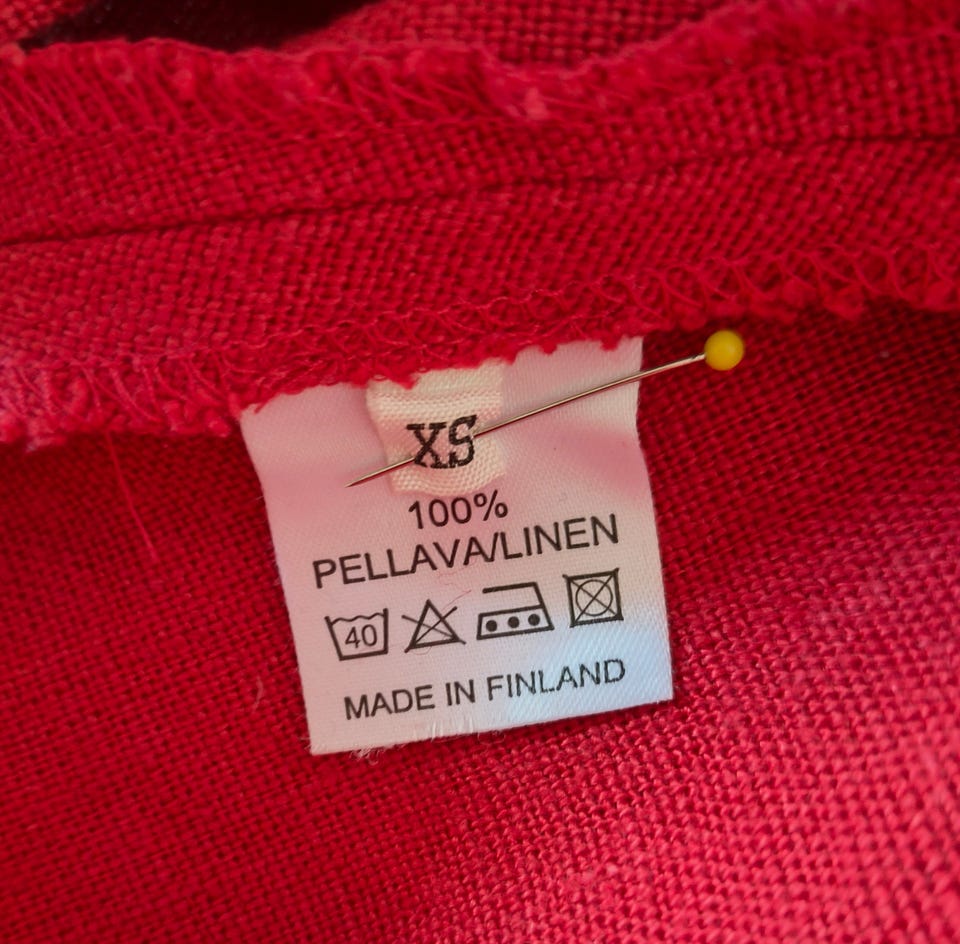 XS
100%
PELLAVA/LINEN
40
MADE IN FINLAND